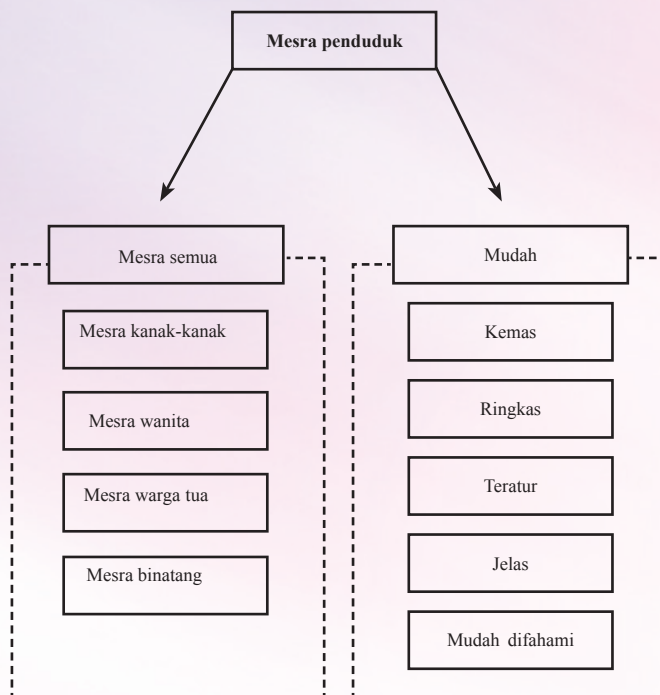 Mesra penduduk
Mesra semua
Mesra kanak-kanak
Mesra wanita
Mesra warga tua
Mesra binatang
Mudah
Kemas
Ringkas
Teratur
Jelas
Mudah difahami